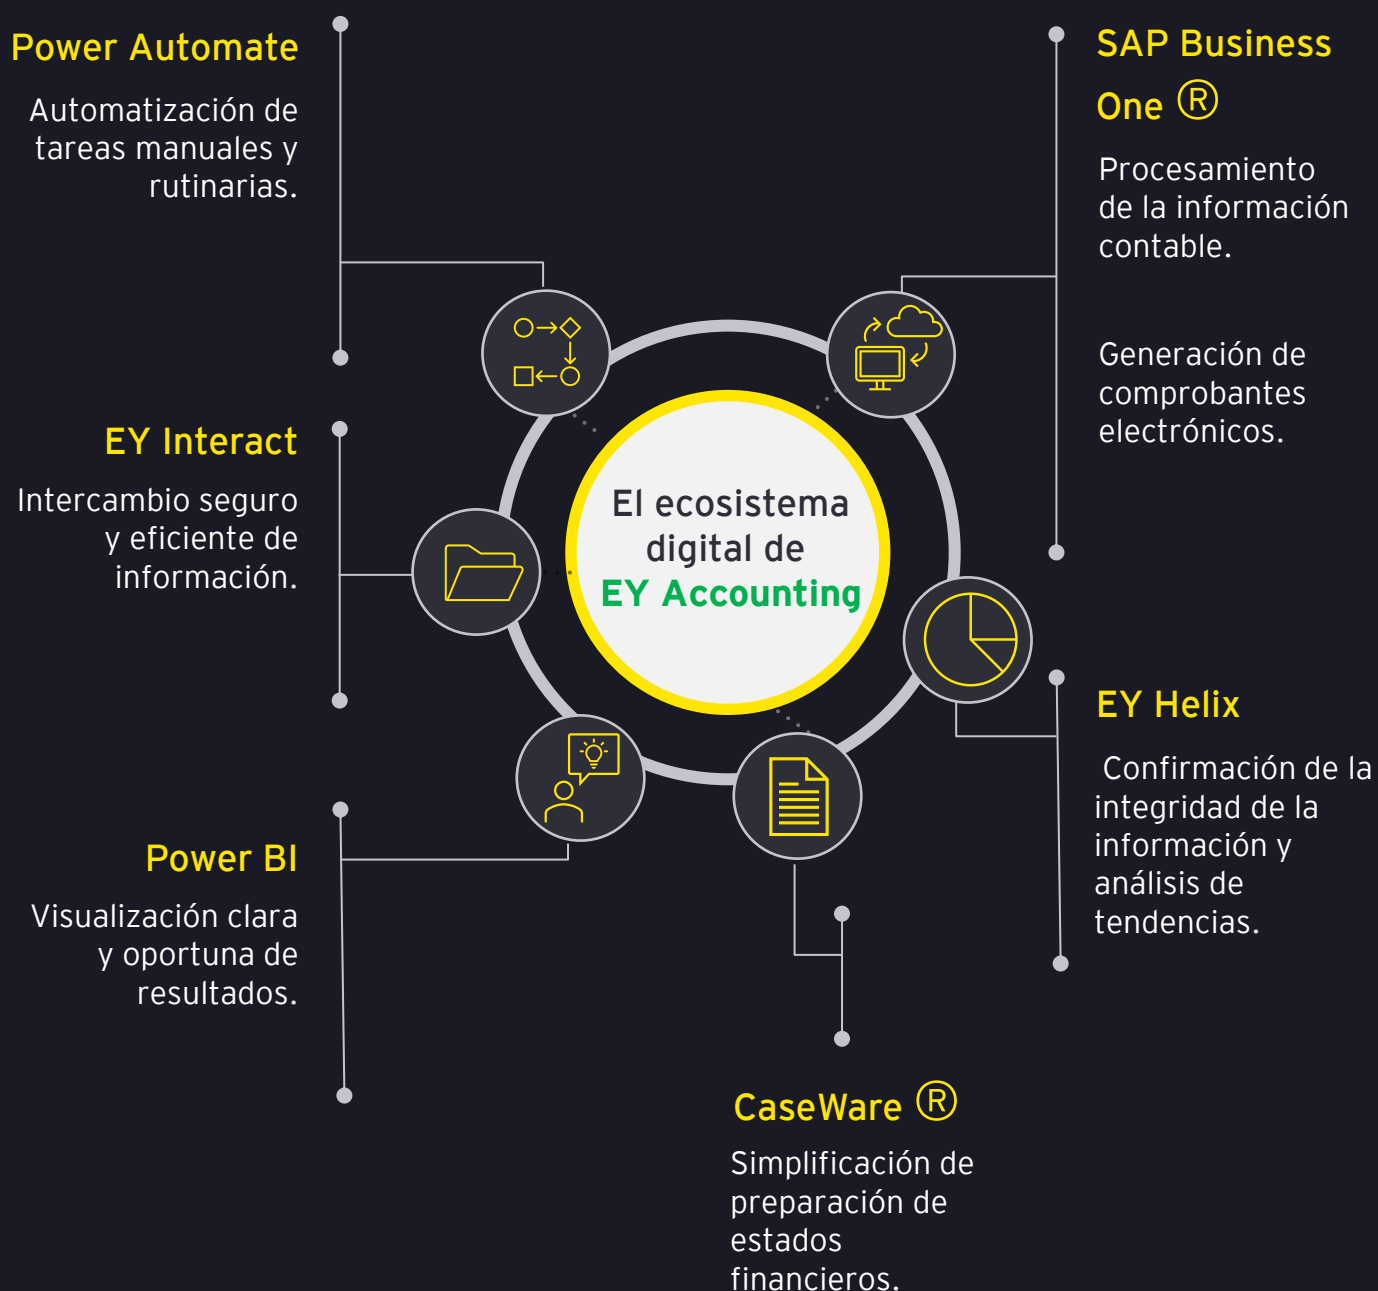 Power Automate
Automatización de
tareas manuales y
rutinarias.
SAP Business
One ®
Procesamiento
de la información
contable.
Generación de
comprobantes
electrónicos.
EY Interact
Intercambio seguro
y eficiente de
información.
El ecosistema
digital de
EY Accounting
EY Helix
Confirmación de la
integridad de la
información y
análisis de
tendencias.
Power BI
Visualización clara
y oportuna de
resultados.
CaseWare ®
Simplificación de
preparación de
estados
financieros.